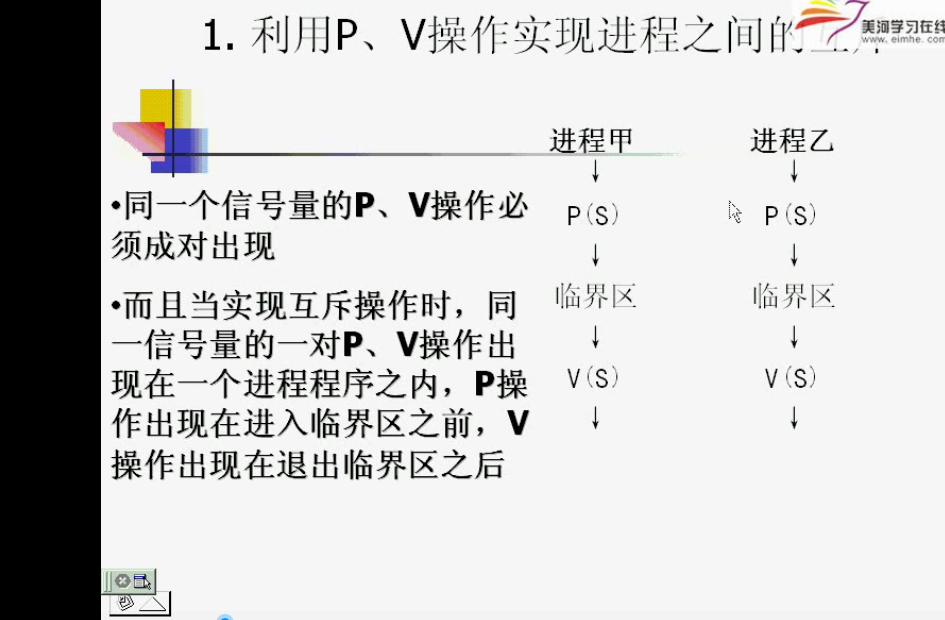 1. 利用P、V操作实现进程之间的互斥
美河学习在线
www.eimhe.com
•同一个信号量的P、V操作必
须成对出现
•而且当实现互斥操作时，同
一信号量的一对P、V操作出
现在一个进程程序之内，P操
作出现在进入临界区之前，V
操作出现在退出临界区之后
进程甲
↓
P(S)
↓
临界区
↓
V(S)
↓
进程乙
↓
P(S)
↓
临界区
↓
V(S)
↓